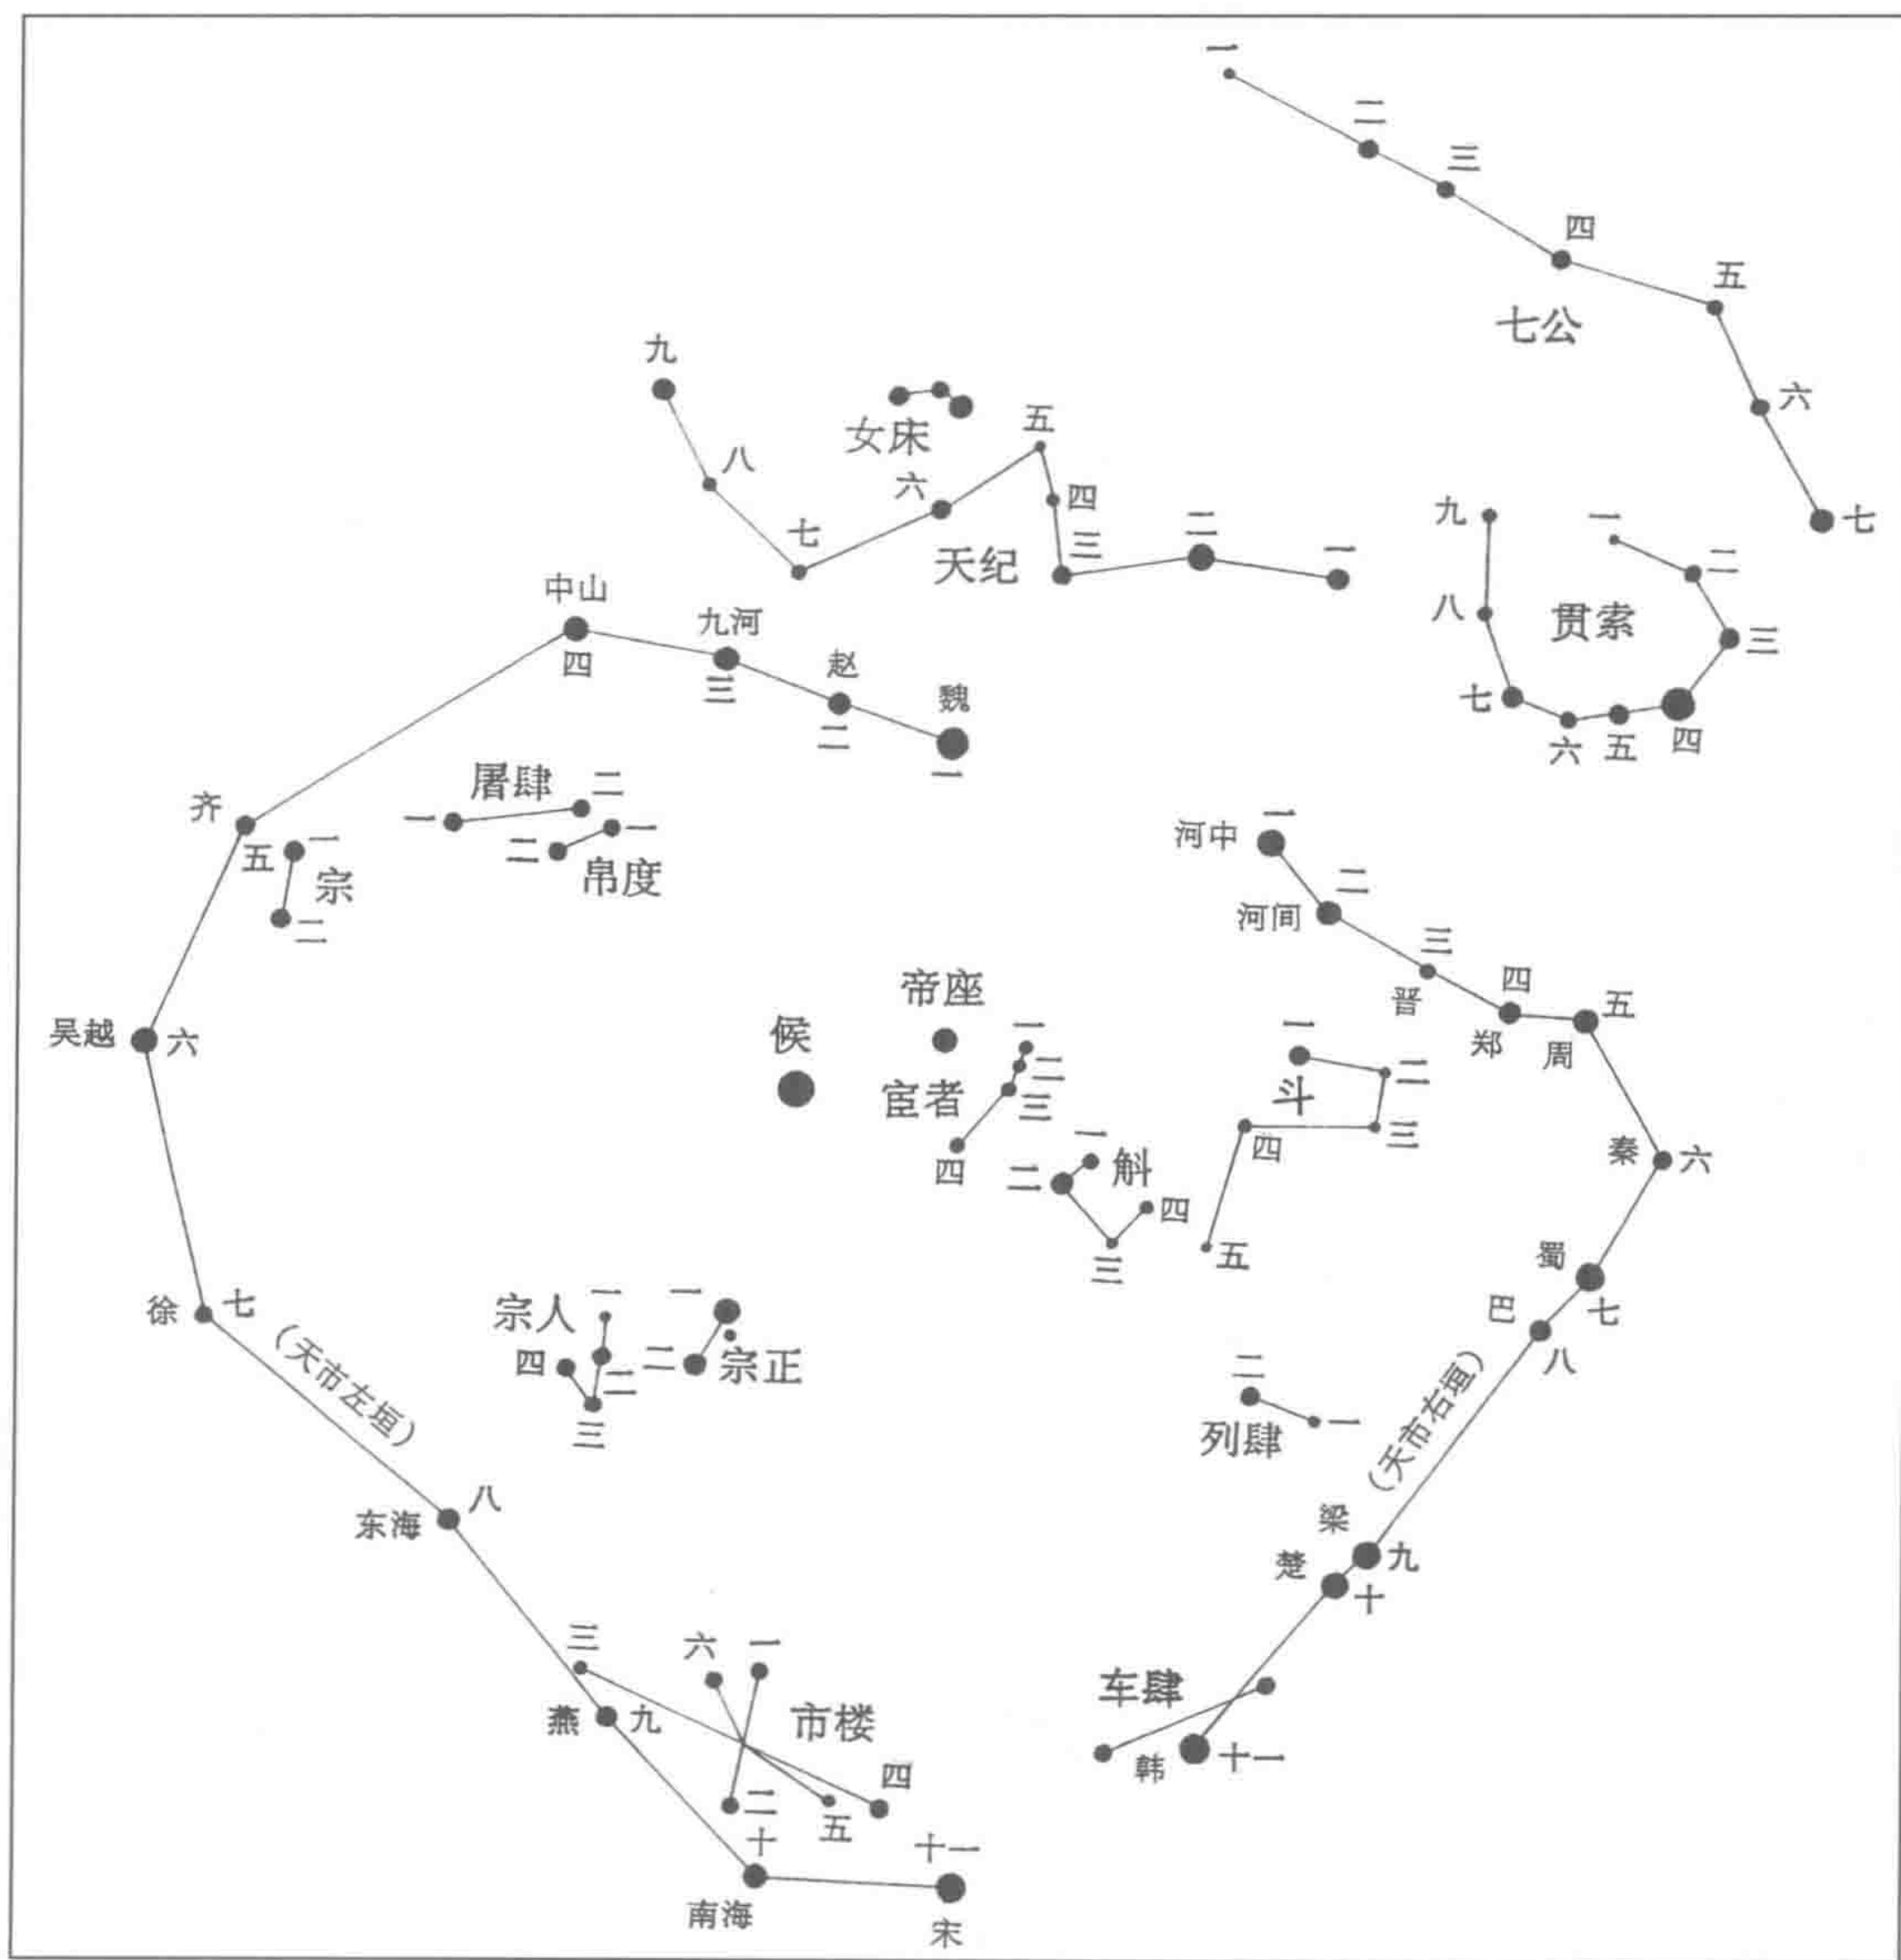 一
二
三
四
五
七公
六
七
九
八
女床
五
六
四
七
天纪
三
二
一
九
一
二
八
贯索
三
七
六
五
四
中山
四
九河
三
赵
二
魏
一
屠肆
一
二
二
一
帛度
齐
五
一
宗
二
河中
一
二
河间
三
晋
四
郑
五
周
帝座
候
一
二
宦者
三
四
一
斗
二
三
四
五
一
二
斛
四
三
吴越
六
秦
六
蜀
七
巴
八
徐
七
(天市左垣)
宗人
一
四
二
三
一
二
宗正
二
列肆
一
(天市右垣)
东海
八
梁
九
楚
十
三
六
一
燕
九
市楼
二
四
五
车肆
韩
十一
十
南海
十一
宋